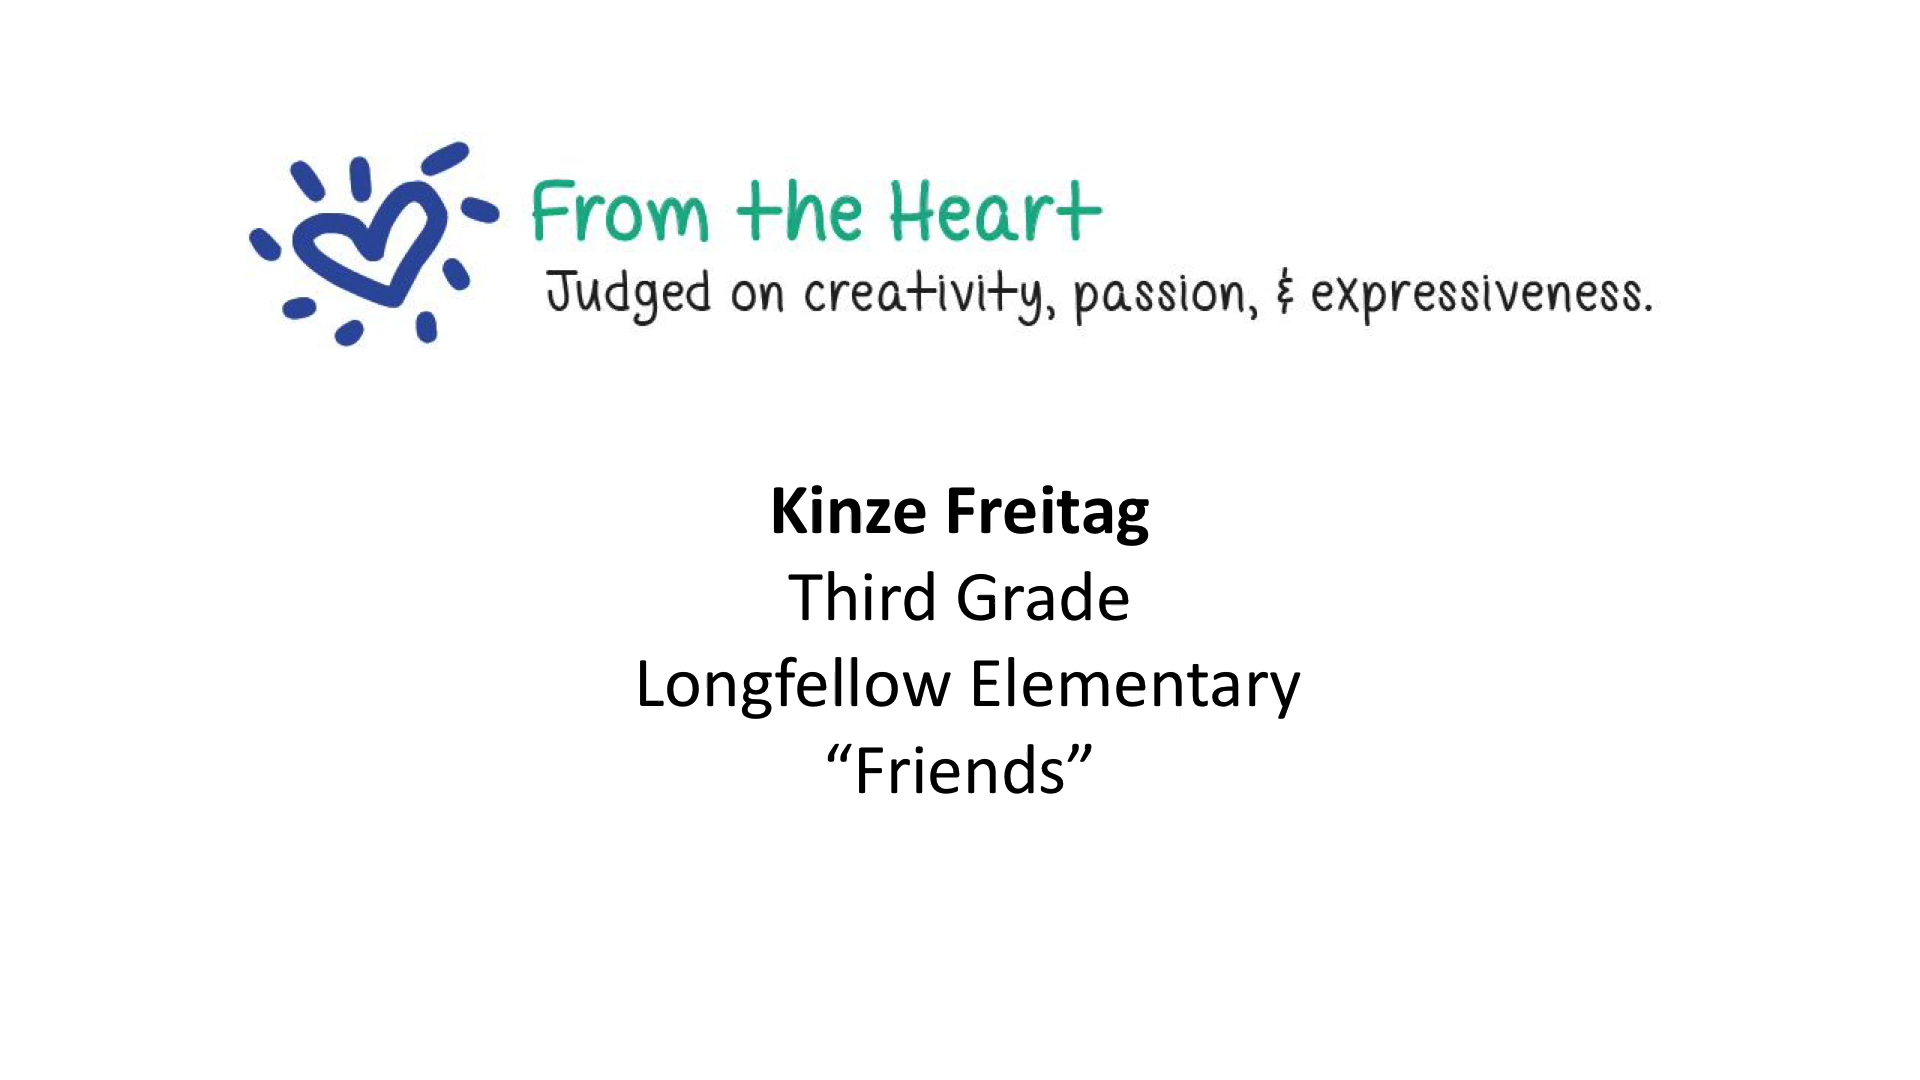 From the Heart
Judged on creativity, passion, & expressiveness.
Kinze Freitag
Third Grade
Longfellow Elementary
“Friends”